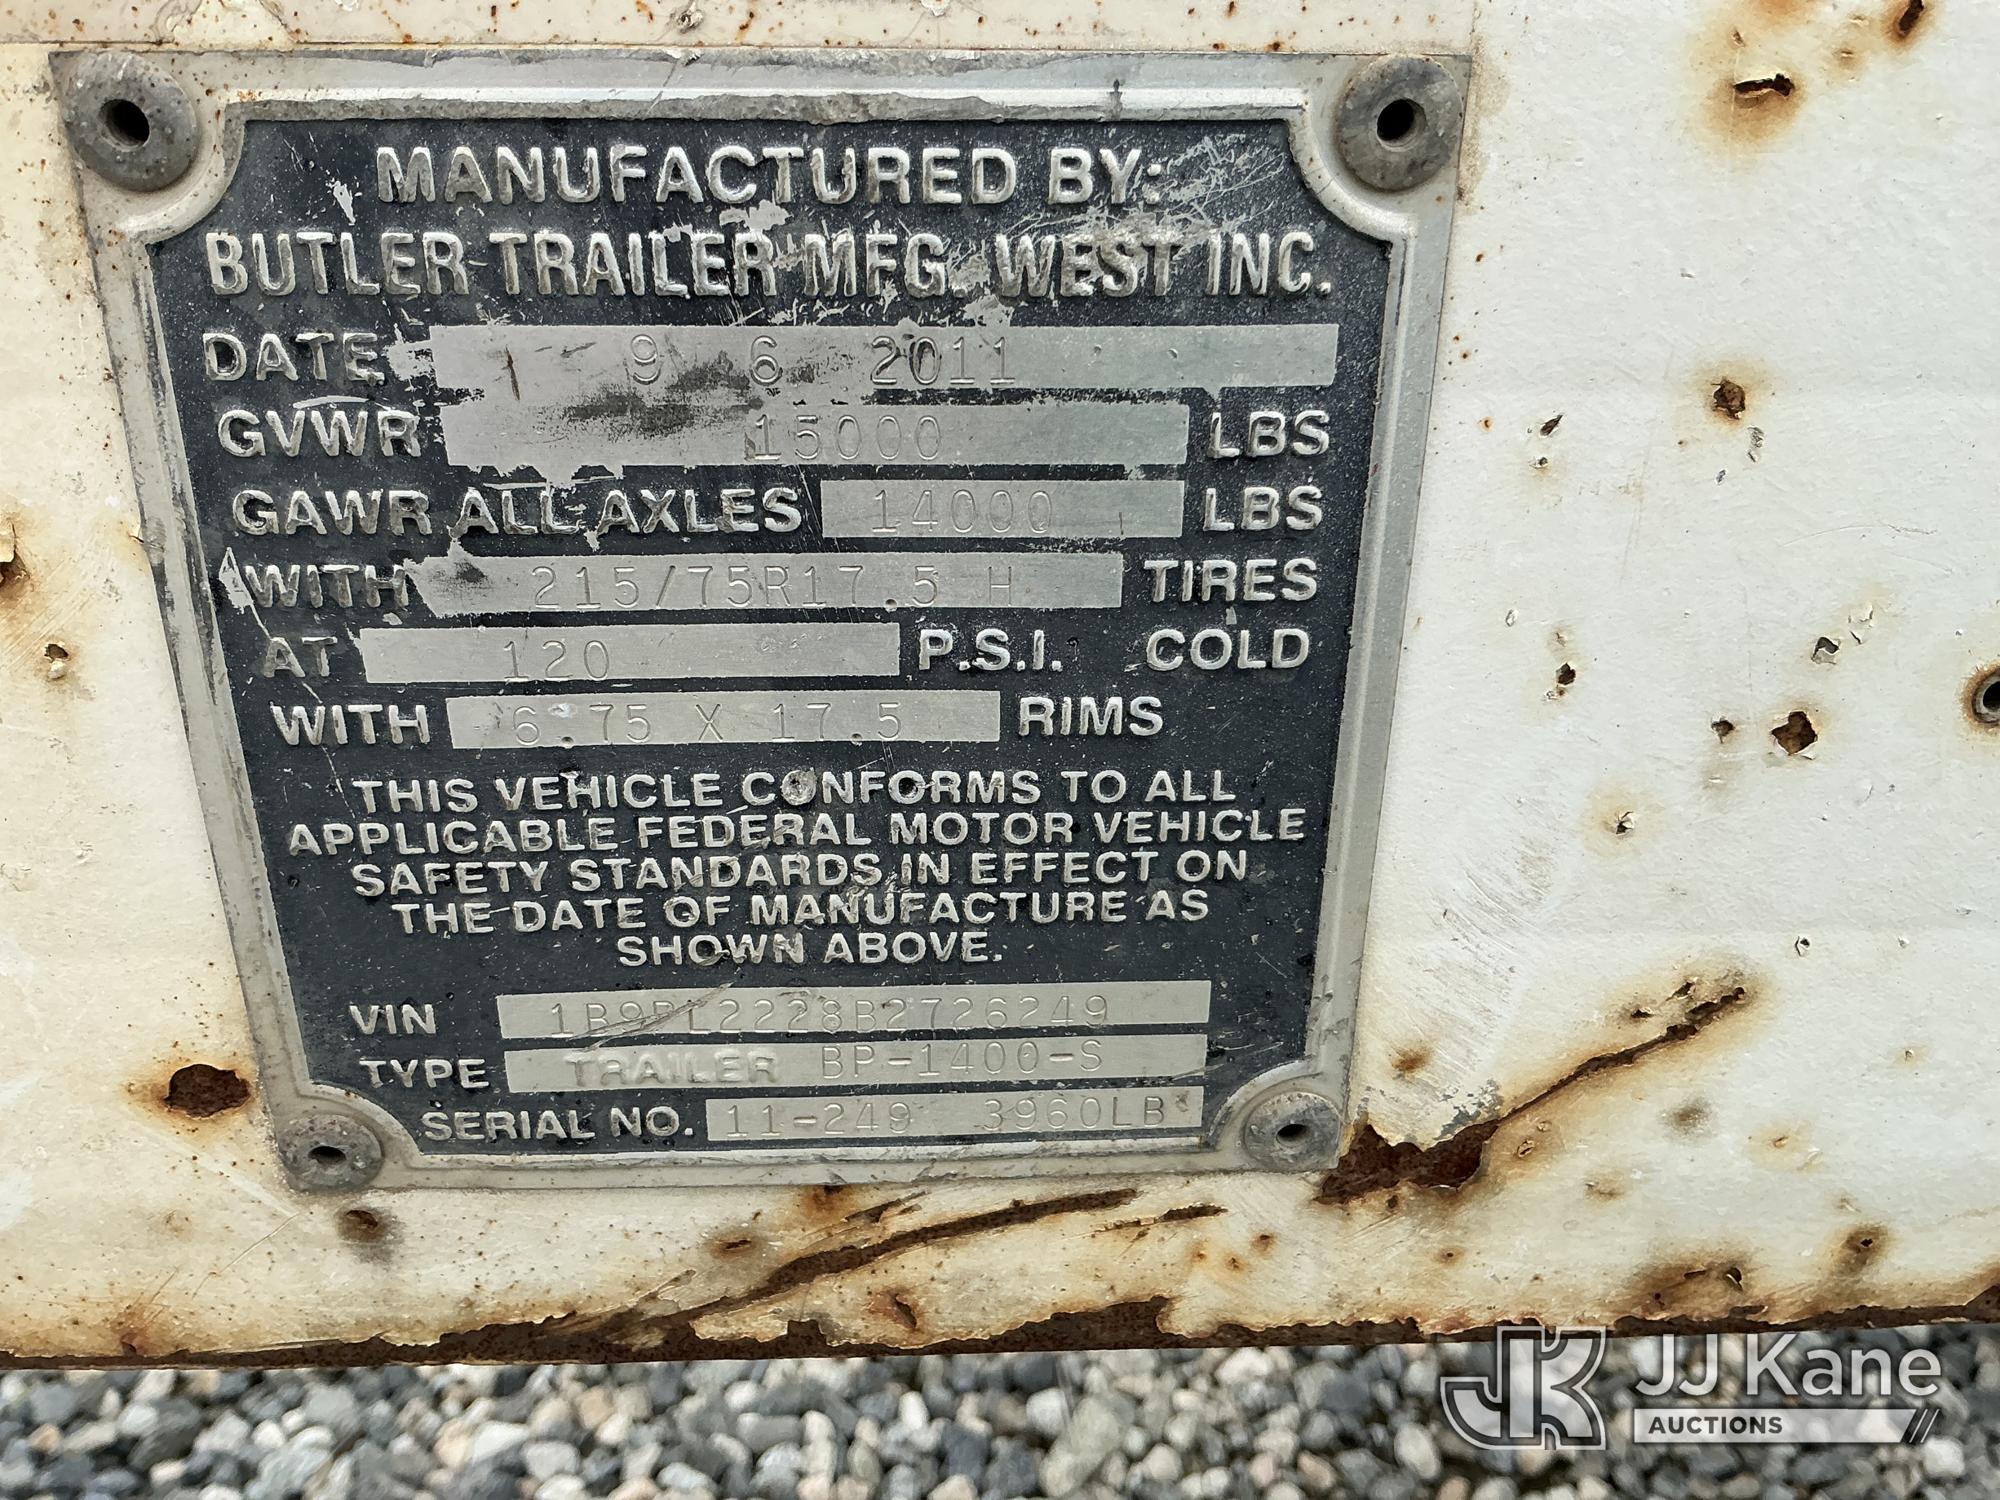 MANUFACTURED BY:
BUTLER TRAILER MFG. WEST INC.
DATE 9 6 2011
GVWR 15000 LBS
GAWR ALL AXLES 14000 LBS
WITH 215/75R17.5 H TIRES
AT 120 P.S.I. COLD
WITH 6.75 X 17.5 RIMS
THIS VEHICLE CONFORMS TO ALL
APPLICABLE FEDERAL MOTOR VEHICLE
SAFETY STANDARDS IN EFFECT ON
THE DATE OF MANUFACTURE AS
SHOWN ABOVE.
VIN 1B9BL2228B2726249
TYPE TRAILER BP-1400-S
SERIAL NO. 11-249 3960LB
JK JJ Kane
AUCTIONS